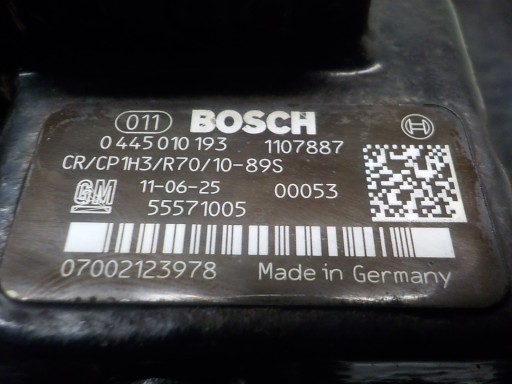 011 BOSCH
0 445 010 193 1107887
CR/CP1H3/R70/10-89S
GM 11-06-25 00053
55571005
07002123978 Made in Germany